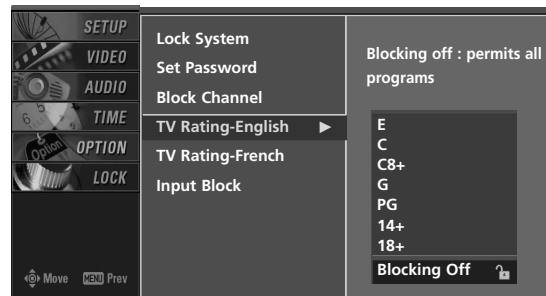 SETUP
VIDEO
AUDIO
TIME
OPTION
LOCK
Move MENU Prev
Lock System
Set Password
Block Channel
TV Rating-English ►
TV Rating-French
Input Block
Blocking off : permits all
programs
E
C
C8+
G
PG
14+
18+
Blocking Off